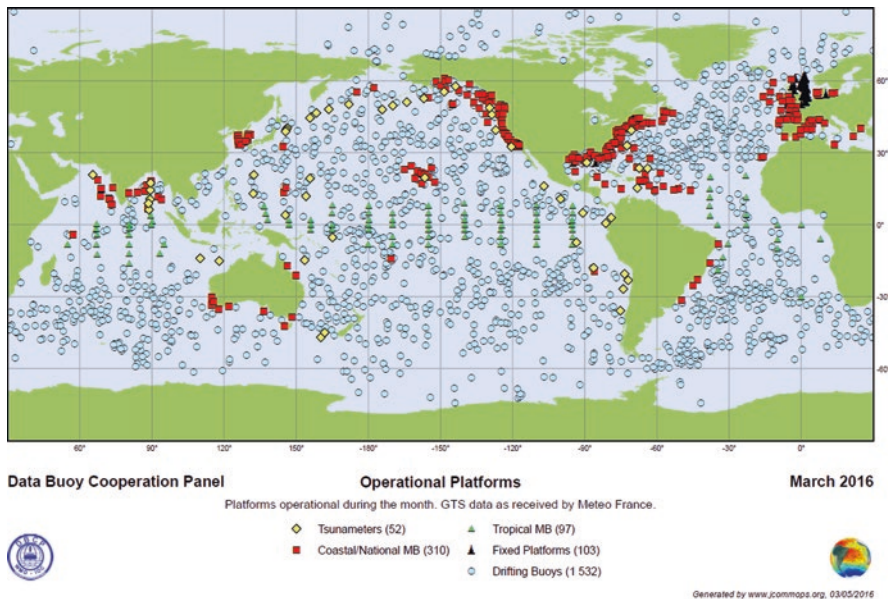 60°
30°
0°
-30°
-60°
60° 90° 120° 150° -180° -150° -120° -90° -60° -30° 0°
Data Buoy Cooperation Panel Operational Platforms March 2016
Platforms operational during the month. GTS data as received by Meteo France.
Tsunameters (52) Tropical MB (97)
Coastal/National MB (310) Fixed Platforms (103)
Drifting Buoys (1 532)
DBCP
Generated by www.jcommops.org, 03/05/2016